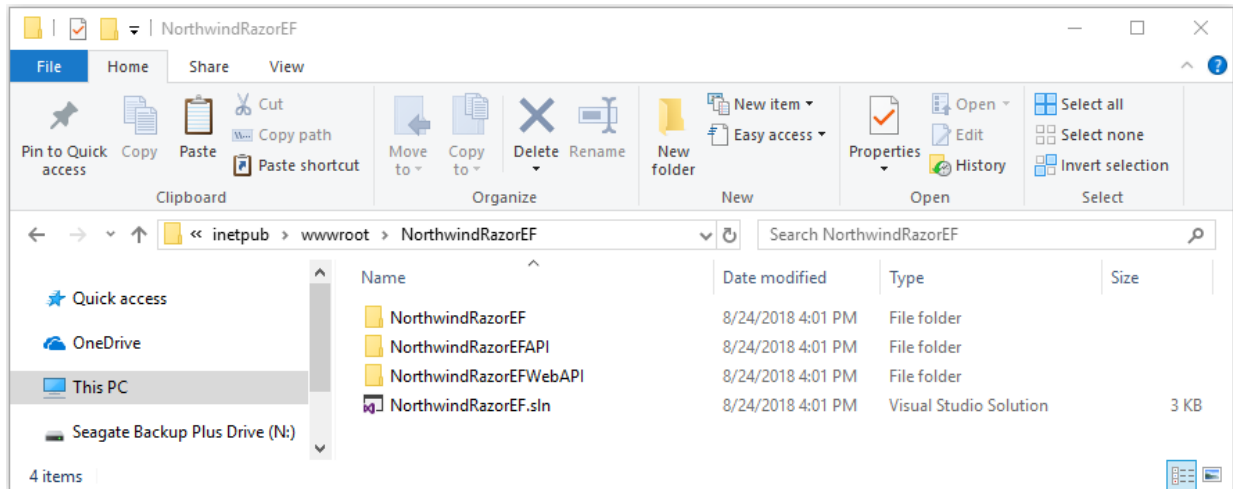 NorthwindRazorEF
File Home Share View
Pin to Quick access
Copy
Paste
Cut
Copy path
Paste shortcut
Clipboard
Move to
Copy to
Delete
Rename
Organize
New folder
New item
Easy access
New
Properties
Open
Edit
History
Open
Select all
Select none
Invert selection
Select
« inetpub > wwwroot > NorthwindRazorEF
Search NorthwindRazorEF
Quick access
OneDrive
This PC
Seagate Backup Plus Drive (N:)
Name Date modified Type Size
NorthwindRazorEF 8/24/2018 4:01 PM File folder
NorthwindRazorEFAPI 8/24/2018 4:01 PM File folder
NorthwindRazorEFWebAPI 8/24/2018 4:01 PM File folder
NorthwindRazorEF.sln 8/24/2018 4:01 PM Visual Studio Solution 3 KB
4 items